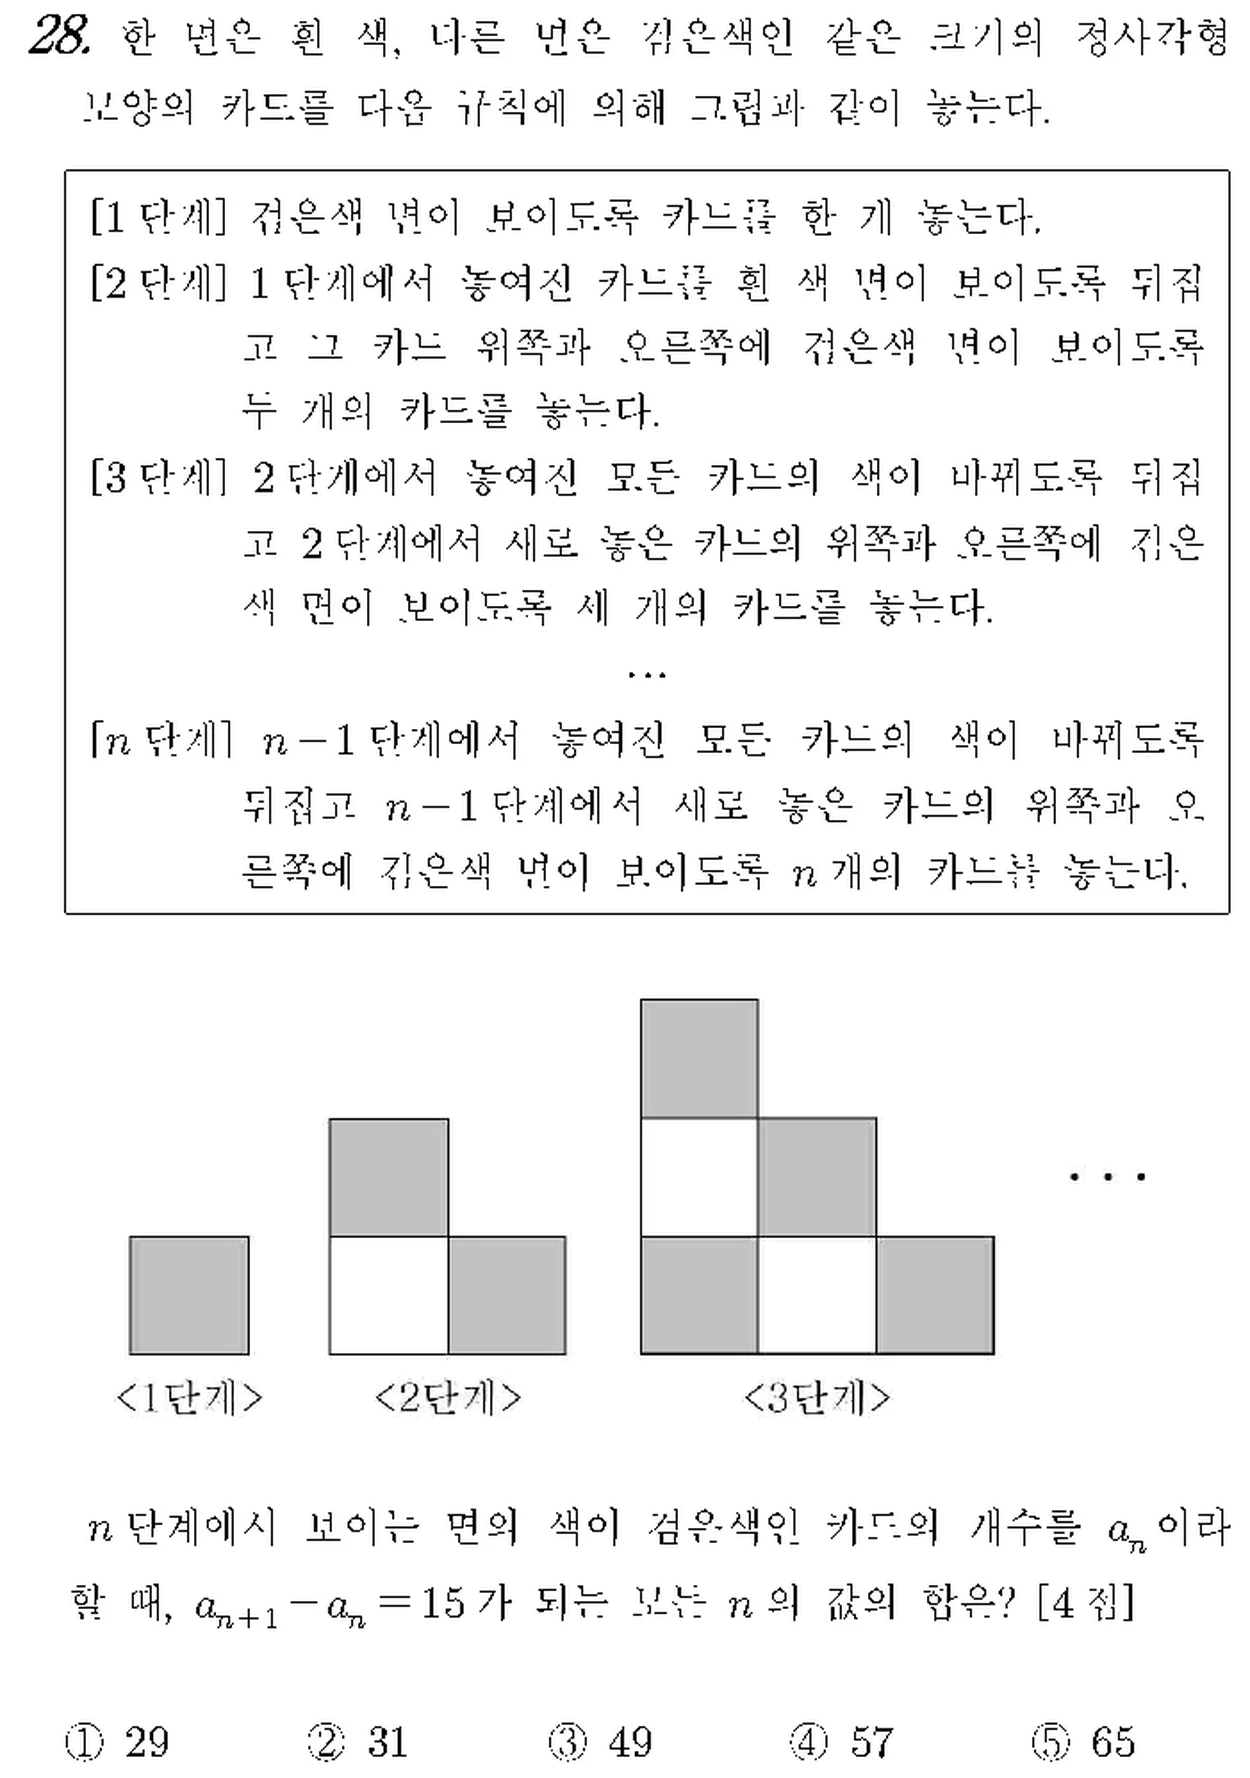 28. 한 면은 흰 색, 다른 면은 검은색인 같은 크기의 정사각형
모양의 카드를 다음 규칙에 의해 그림과 같이 놓는다.
[1 단계] 검은색 면이 보이도록 카드를 한 개 놓는다.
[2 단계] 1 단계에서 놓여진 카드를 흰 색 면이 보이도록 뒤집
고 그 카드 위쪽과 오른쪽에 검은색 면이 보이도록
두 개의 카드를 놓는다.
[3 단계] 2 단계에서 놓여진 모든 카드의 색이 바뀌도록 뒤집
고 2 단계에서 새로 놓은 카드의 위쪽과 오른쪽에 검은
색 면이 보이도록 세 개의 카드를 놓는다.
...
[n 단계] n-1 단계에서 놓여진 모든 카드의 색이 바뀌도록
뒤집고 n-1 단계에서 새로 놓은 카드의 위쪽과 오
른쪽에 검은색 면이 보이도록 n 개의 카드를 놓는다.
...
<1단계> <2단계> <3단계>
n 단계에서 보이는 면의 색이 검은색인 카드의 개수를 aₙ 이라
할 때, aₙ₊₁ - aₙ = 15 가 되는 모든 n 의 값의 합은? [4 점]
① 29 ② 31 ③ 49 ④ 57 ⑤ 65